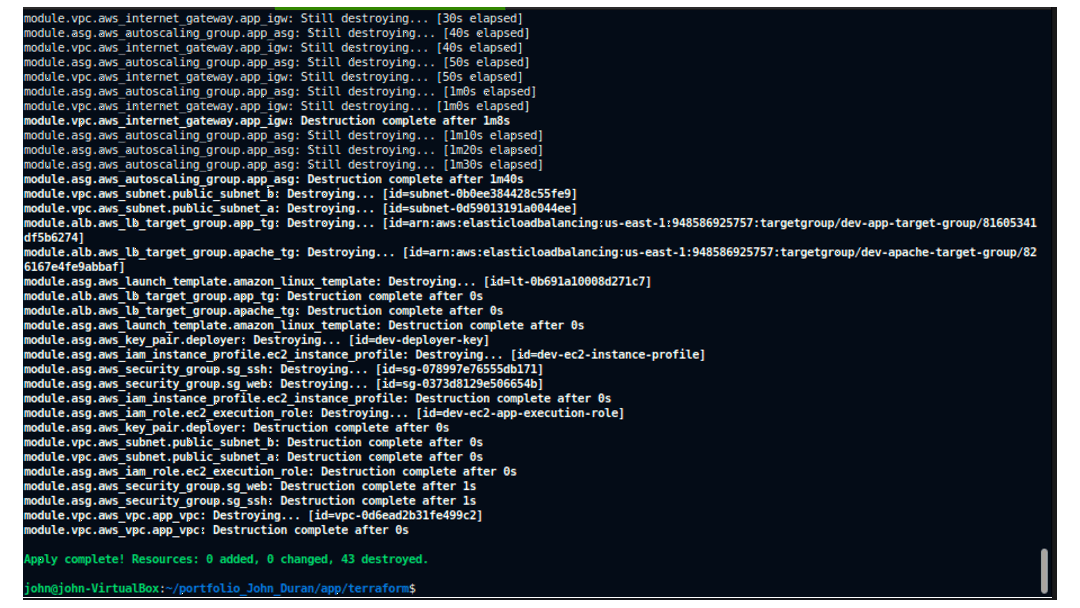 module.vpc.aws_internet_gateway.app_igw: Still destroying... [30s elapsed]
module.asg.aws_autoscaling_group.app_asg: Still destroying... [40s elapsed]
module.vpc.aws_internet_gateway.app_igw: Still destroying... [40s elapsed]
module.asg.aws_autoscaling_group.app_asg: Still destroying... [50s elapsed]
module.vpc.aws_internet_gateway.app_igw: Still destroying... [50s elapsed]
module.asg.aws_autoscaling_group.app_asg: Still destroying... [1m0s elapsed]
module.vpc.aws_internet_gateway.app_igw: Still destroying... [1m0s elapsed]
module.vpc.aws_internet_gateway.app_igw: Destruction complete after 1m8s
module.asg.aws_autoscaling_group.app_asg: Still destroying... [1m10s elapsed]
module.asg.aws_autoscaling_group.app_asg: Still destroying... [1m20s elapsed]
module.asg.aws_autoscaling_group.app_asg: Still destroying... [1m30s elapsed]
module.asg.aws_autoscaling_group.app_asg: Destruction complete after 1m40s
module.vpc.aws_subnet.public_subnet_b: Destroying... [id=subnet-0b0ee384428c55fe9]
module.vpc.aws_subnet.public_subnet_a: Destroying... [id=subnet-0d59013191a0044ee]
module.alb.aws_lb_target_group.app_tg: Destroying... [id=arn:aws:elasticloadbalancing:us-east-1:948586925757:targetgroup/dev-app-target-group/81605341
df5b6274]
module.alb.aws_lb_target_group.apache_tg: Destroying... [id=arn:aws:elasticloadbalancing:us-east-1:948586925757:targetgroup/dev-apache-target-group/82
6167e4fe9abbaf]
module.asg.aws_launch_template.amazon_linux_template: Destroying... [id=lt-0b691a10008d271c7]
module.alb.aws_lb_target_group.app_tg: Destruction complete after 0s
module.alb.aws_lb_target_group.apache_tg: Destruction complete after 0s
module.asg.aws_launch_template.amazon_linux_template: Destruction complete after 0s
module.asg.aws_key_pair.deployer: Destroying... [id=dev-deployer-key]
module.asg.aws_iam_instance_profile.ec2_instance_profile: Destroying... [id=dev-ec2-instance-profile]
module.asg.aws_security_group.sg_ssh: Destroying... [id=sg-078997e76555db171]
module.asg.aws_security_group.sg_web: Destroying... [id=sg-0373d8129e506654b]
module.asg.aws_iam_instance_profile.ec2_instance_profile: Destruction complete after 0s
module.asg.aws_iam_role.ec2_execution_role: Destroying... [id=dev-ec2-app-execution-role]
module.asg.aws_key_pair.deployer: Destruction complete after 0s
module.vpc.aws_subnet.public_subnet_b: Destruction complete after 0s
module.vpc.aws_subnet.public_subnet_a: Destruction complete after 0s
module.asg.aws_iam_role.ec2_execution_role: Destruction complete after 0s
module.asg.aws_security_group.sg_web: Destruction complete after 1s
module.asg.aws_security_group.sg_ssh: Destruction complete after 1s
module.vpc.aws_vpc.app_vpc: Destroying... [id=vpc-0d6ead2b31fe499c2]
module.vpc.aws_vpc.app_vpc: Destruction complete after 0s
Apply complete! Resources: 0 added, 0 changed, 43 destroyed.
john@john-VirtualBox:~/portfolio_John_Duran/app/terraform$